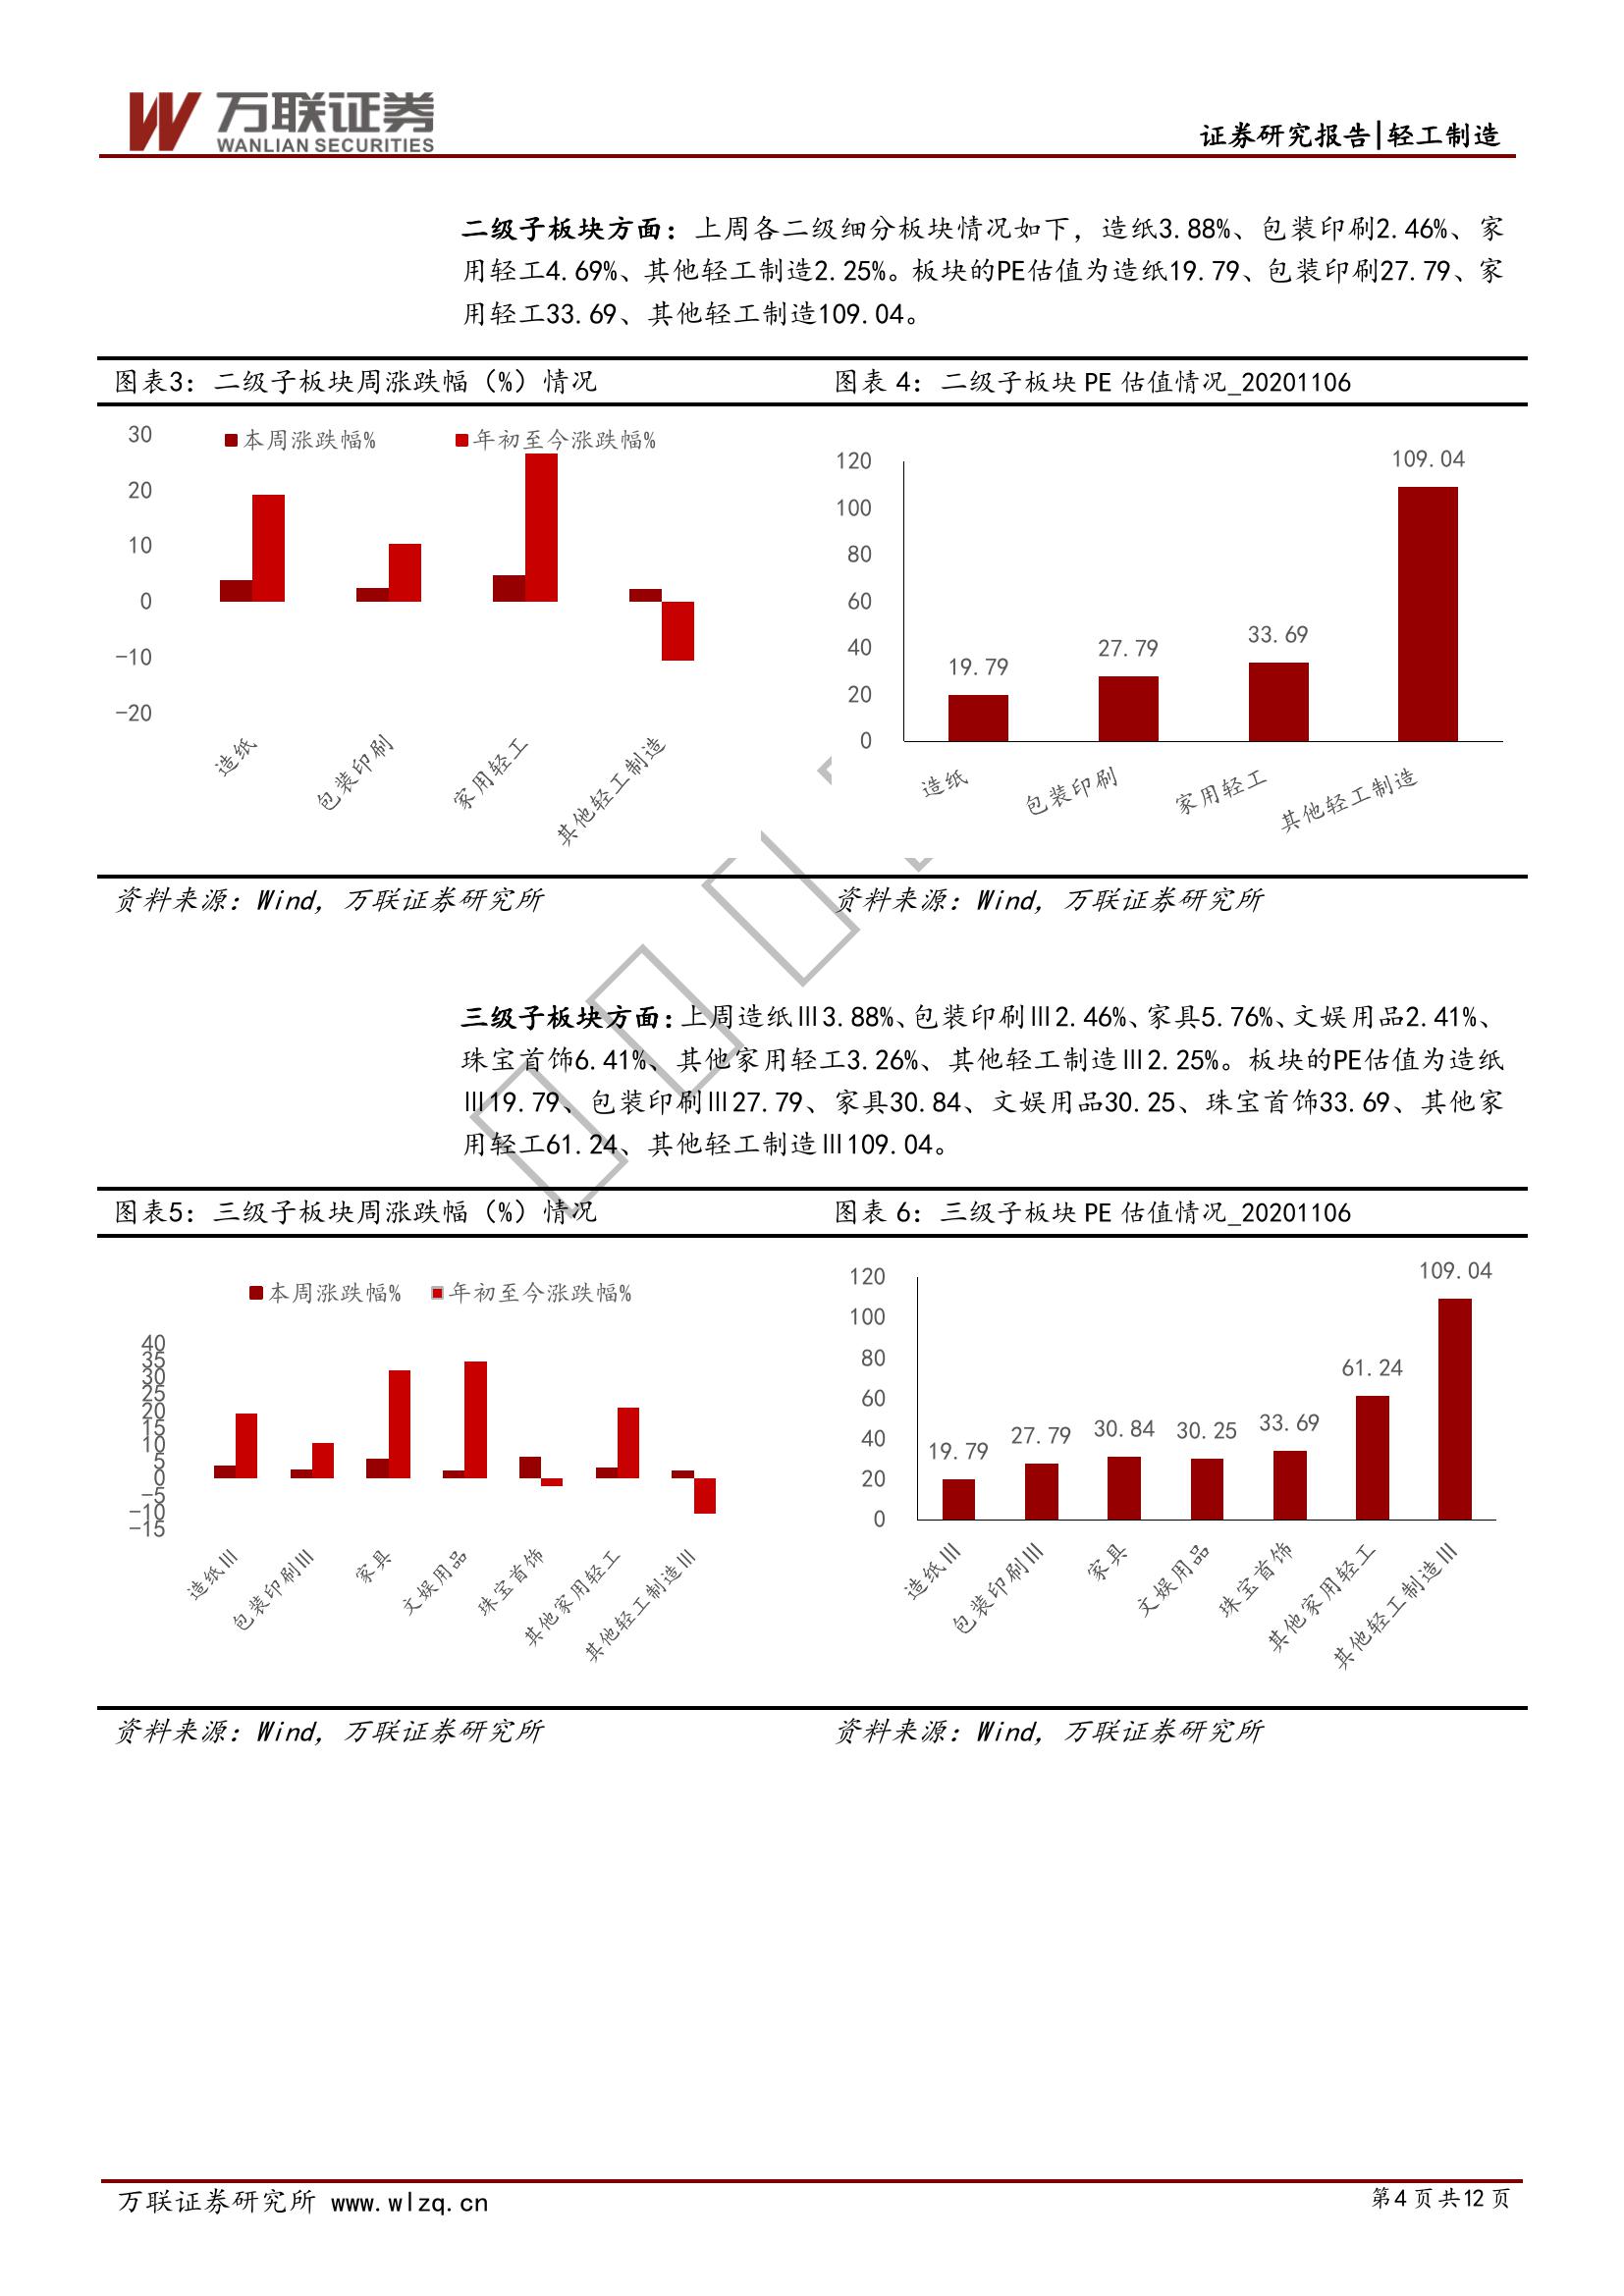 万联证券
WANLIAN SECURITIES
证券研究报告|轻工制造
二级子板块方面：上周各二级细分板块情况如下，造纸3.88%、包装印刷2.46%、家
用轻工4.69%、其他轻工制造2.25%。板块的PE估值为造纸19.79、包装印刷27.79、家
用轻工33.69、其他轻工制造109.04。
图表3：二级子板块周涨跌幅（%）情况
30
20
10
0
-10
-20
本周涨跌幅%
年初至今涨跌幅%
造纸
包装印刷
家用轻工
其他轻工制造
资料来源：Wind，万联证券研究所
图表 4：二级子板块 PE 估值情况_20201106
120
100
80
60
40
20
0
19.79
27.79
33.69
109.04
造纸
包装印刷
家用轻工
其他轻工制造
资料来源：Wind，万联证券研究所
三级子板块方面：上周造纸Ⅲ3.88%、包装印刷Ⅲ2.46%、家具5.76%、文娱用品2.41%、
珠宝首饰6.41%、其他家用轻工3.26%、其他轻工制造Ⅲ2.25%。板块的PE估值为造纸
Ⅲ19.79、包装印刷Ⅲ27.79、家具30.84、文娱用品30.25、珠宝首饰33.69、其他家
用轻工61.24、其他轻工制造Ⅲ109.04。
图表5：三级子板块周涨跌幅（%）情况
本周涨跌幅%
年初至今涨跌幅%
40
35
30
25
20
15
10
5
0
-5
-10
-15
造纸Ⅲ
包装印刷Ⅲ
家具
文娱用品
珠宝首饰
其他家用轻工
其他轻工制造Ⅲ
资料来源：Wind，万联证券研究所
图表 6：三级子板块 PE 估值情况_20201106
120
100
80
60
40
20
0
19.79
27.79
30.84
30.25
33.69
61.24
109.04
造纸Ⅲ
包装印刷Ⅲ
家具
文娱用品
珠宝首饰
其他家用轻工
其他轻工制造Ⅲ
资料来源：Wind，万联证券研究所
万联证券研究所 www.wlzq.cn
第4页共12页